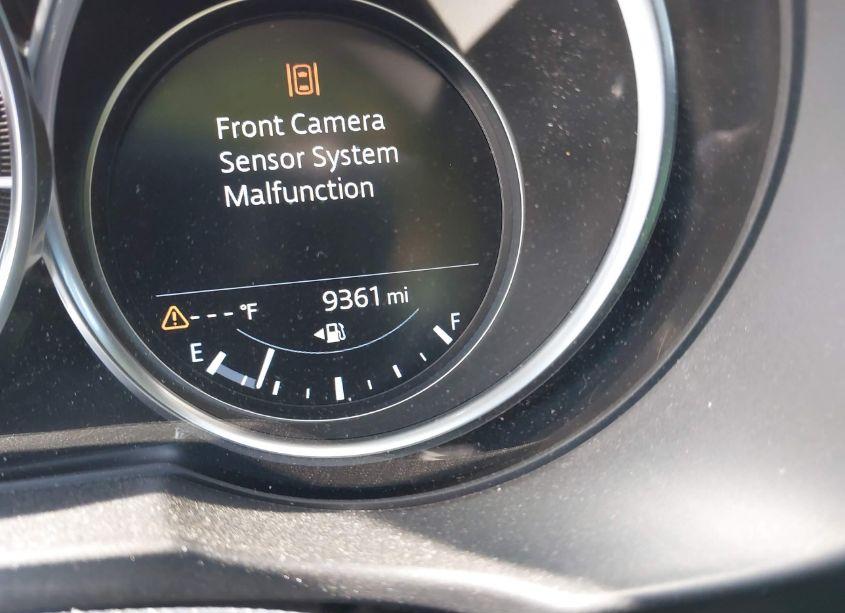 Front Camera
Sensor System
Malfunction
---°F 9361 mi
E F